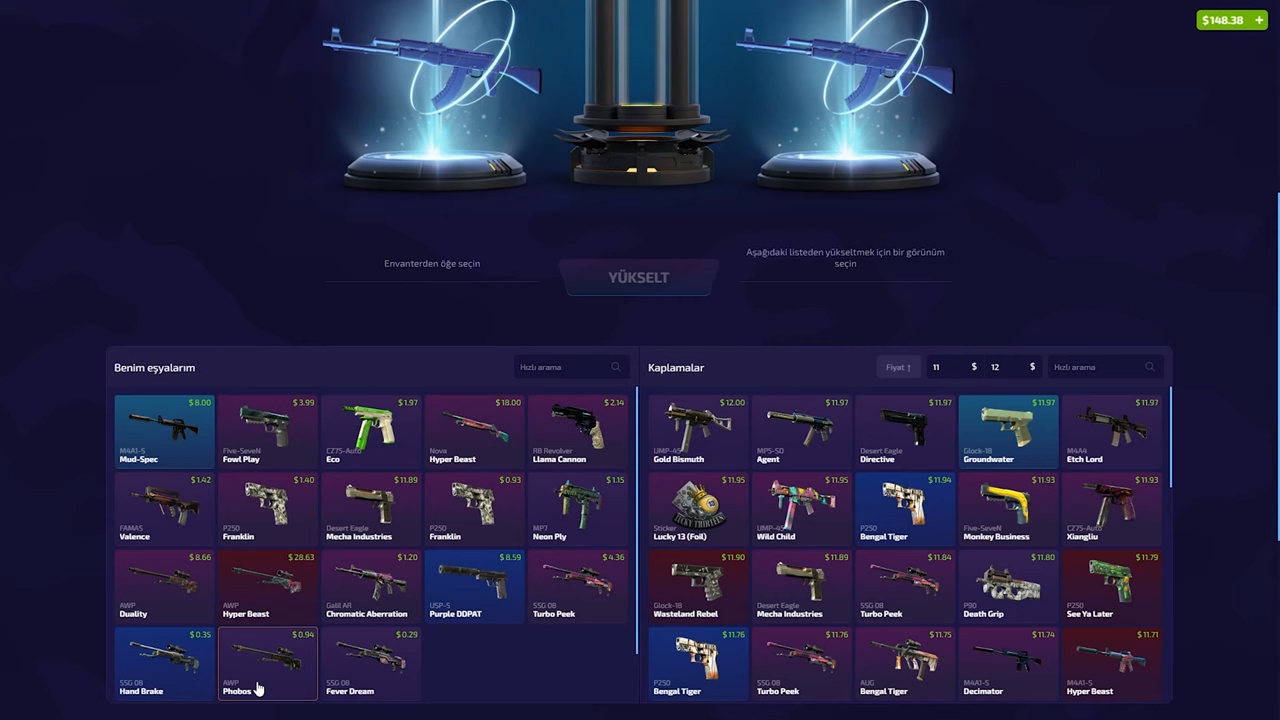 $148.38 +
Envanterden öğe seçin
YÜKSELT
Aşağıdaki listeden yükseltmek için bir görünüm
seçin
Benim eşyalarım
Hızlı arama
$ 8.00
M4A1-S
Mud-Spec
$ 3.99
Five-SeveN
Fowl Play
$ 1.97
CZ75-Auto
Eco
$ 18.00
Nova
Hyper Beast
$ 2.14
R8 Revolver
Llama Cannon
$ 1.42
FAMAS
Valence
$ 1.40
P250
Franklin
$ 11.89
Desert Eagle
Mecha Industries
$ 0.93
P250
Franklin
$ 1.15
MP7
Neon Ply
$ 8.66
AWP
Duality
$ 28.63
AWP
Hyper Beast
$ 1.20
Galil AR
Chromatic Aberration
$ 8.59
USP-S
Purple DDPAT
$ 4.36
SSG 08
Turbo Peek
$ 0.35
SSG 08
Hand Brake
$ 0.94
AWP
Phobos
$ 0.29
SSG 08
Fever Dream
Kaplamalar
Fiyat ↑
11 $
12 $
Hızlı arama
$ 12.00
UMP-45
Gold Bismuth
$ 11.97
MP5-SD
Agent
$ 11.97
Desert Eagle
Directive
$ 11.97
Glock-18
Groundwater
$ 11.97
M4A4
Etch Lord
$ 11.95
Sticker
Lucky 13 (Foil)
$ 11.95
UMP-45
Wild Child
$ 11.94
P250
Bengal Tiger
$ 11.93
Five-SeveN
Monkey Business
$ 11.93
CZ75-Auto
Xiangliu
$ 11.90
Glock-18
Wasteland Rebel
$ 11.89
Desert Eagle
Mecha Industries
$ 11.84
SSG 08
Turbo Peek
$ 11.80
P90
Death Grip
$ 11.79
P250
See Ya Later
$ 11.76
P250
Bengal Tiger
$ 11.76
SSG 08
Turbo Peek
$ 11.75
AUG
Bengal Tiger
$ 11.74
M4A1-S
Decimator
$ 11.71
M4A1-S
Hyper Beast